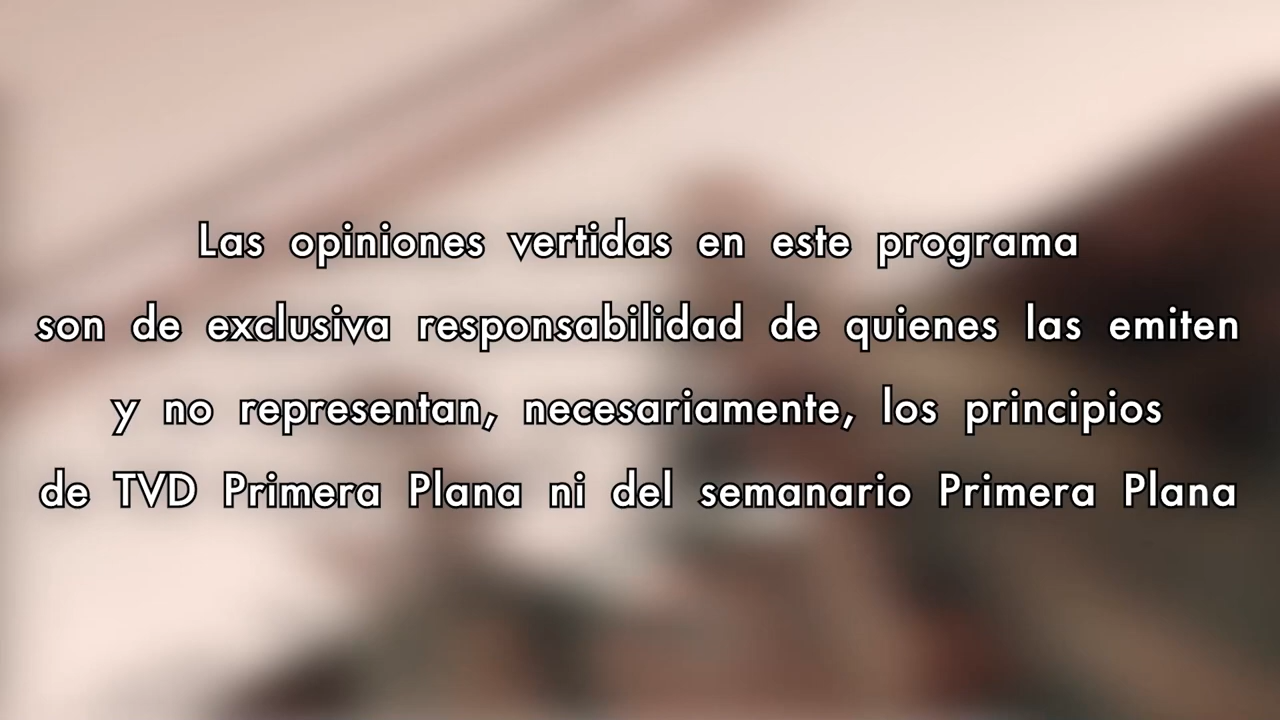 Las opiniones vertidas en este programa
son de exclusiva responsabilidad de quienes las emiten
y no representan, necesariamente, los principios
de TVD Primera Plana ni del semanario Primera Plana